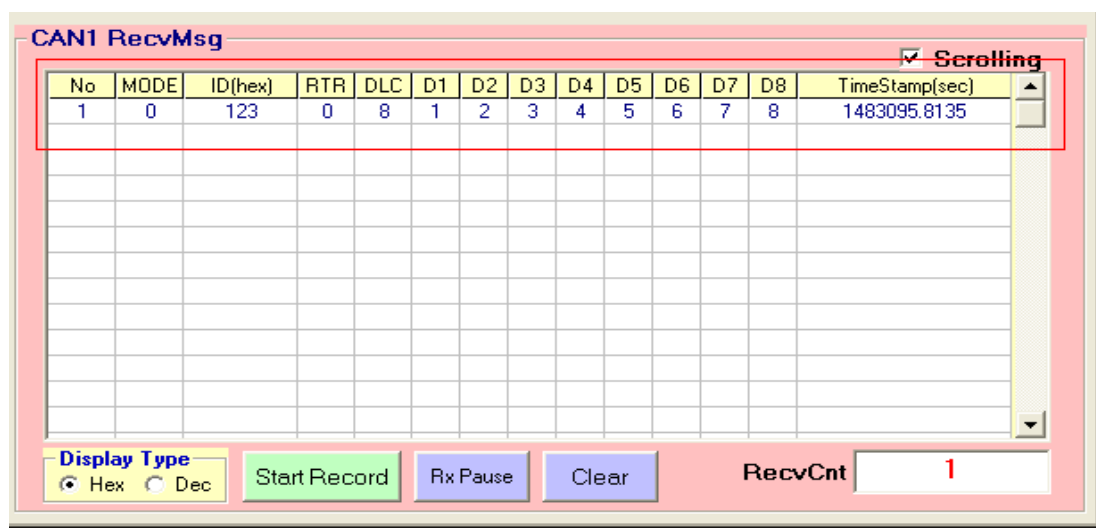 CAN1 RecvMsg
Scrolling
No MODE ID(hex) RTR DLC D1 D2 D3 D4 D5 D6 D7 D8 TimeStamp(sec)
1 0 123 0 8 1 2 3 4 5 6 7 8 1483095.8135
Display Type
Hex Dec
Start Record Rx Pause Clear RecvCnt 1